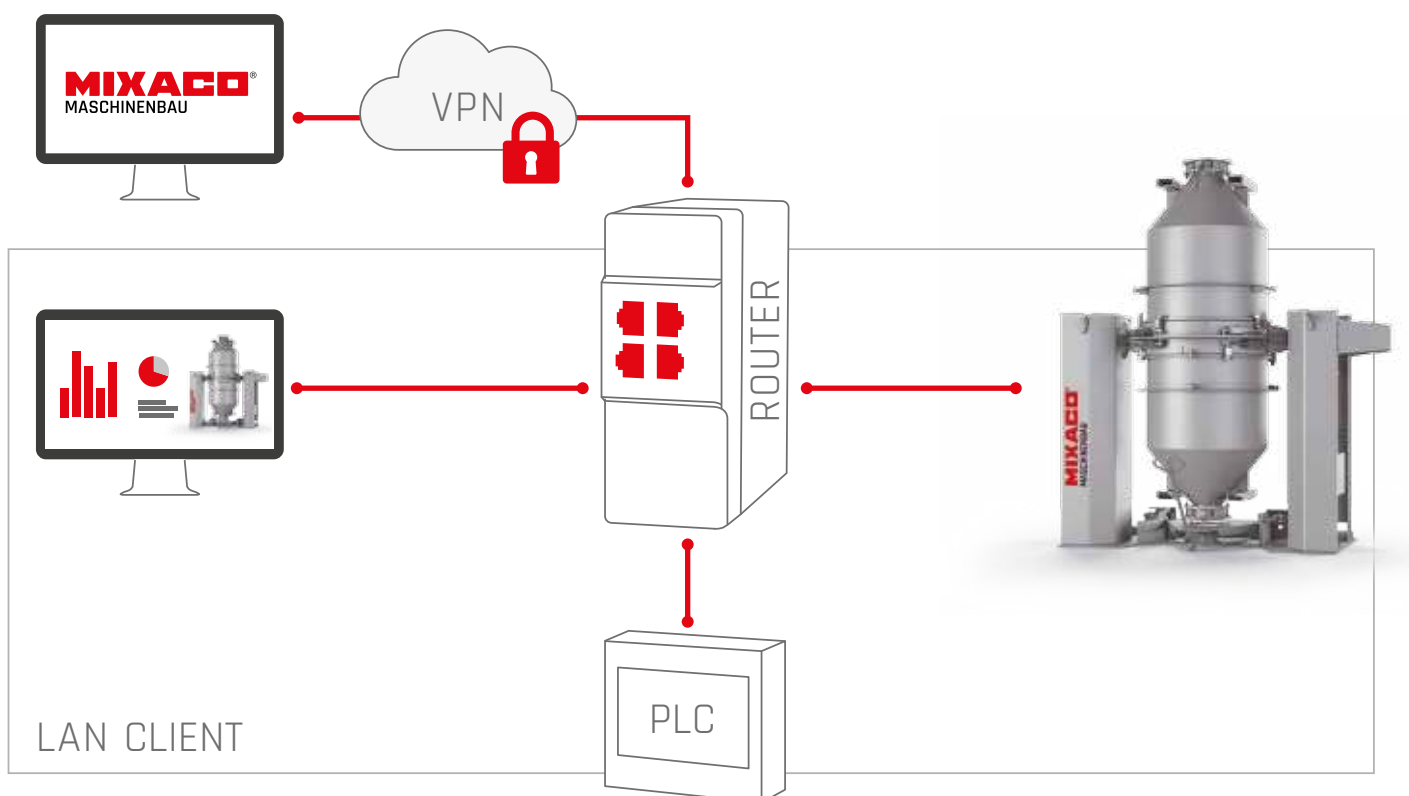 MIXACO®
MASCHINENBAU
VPN
ROUTER
MIXACO
MASCHINENBAU
PLC
LAN CLIENT